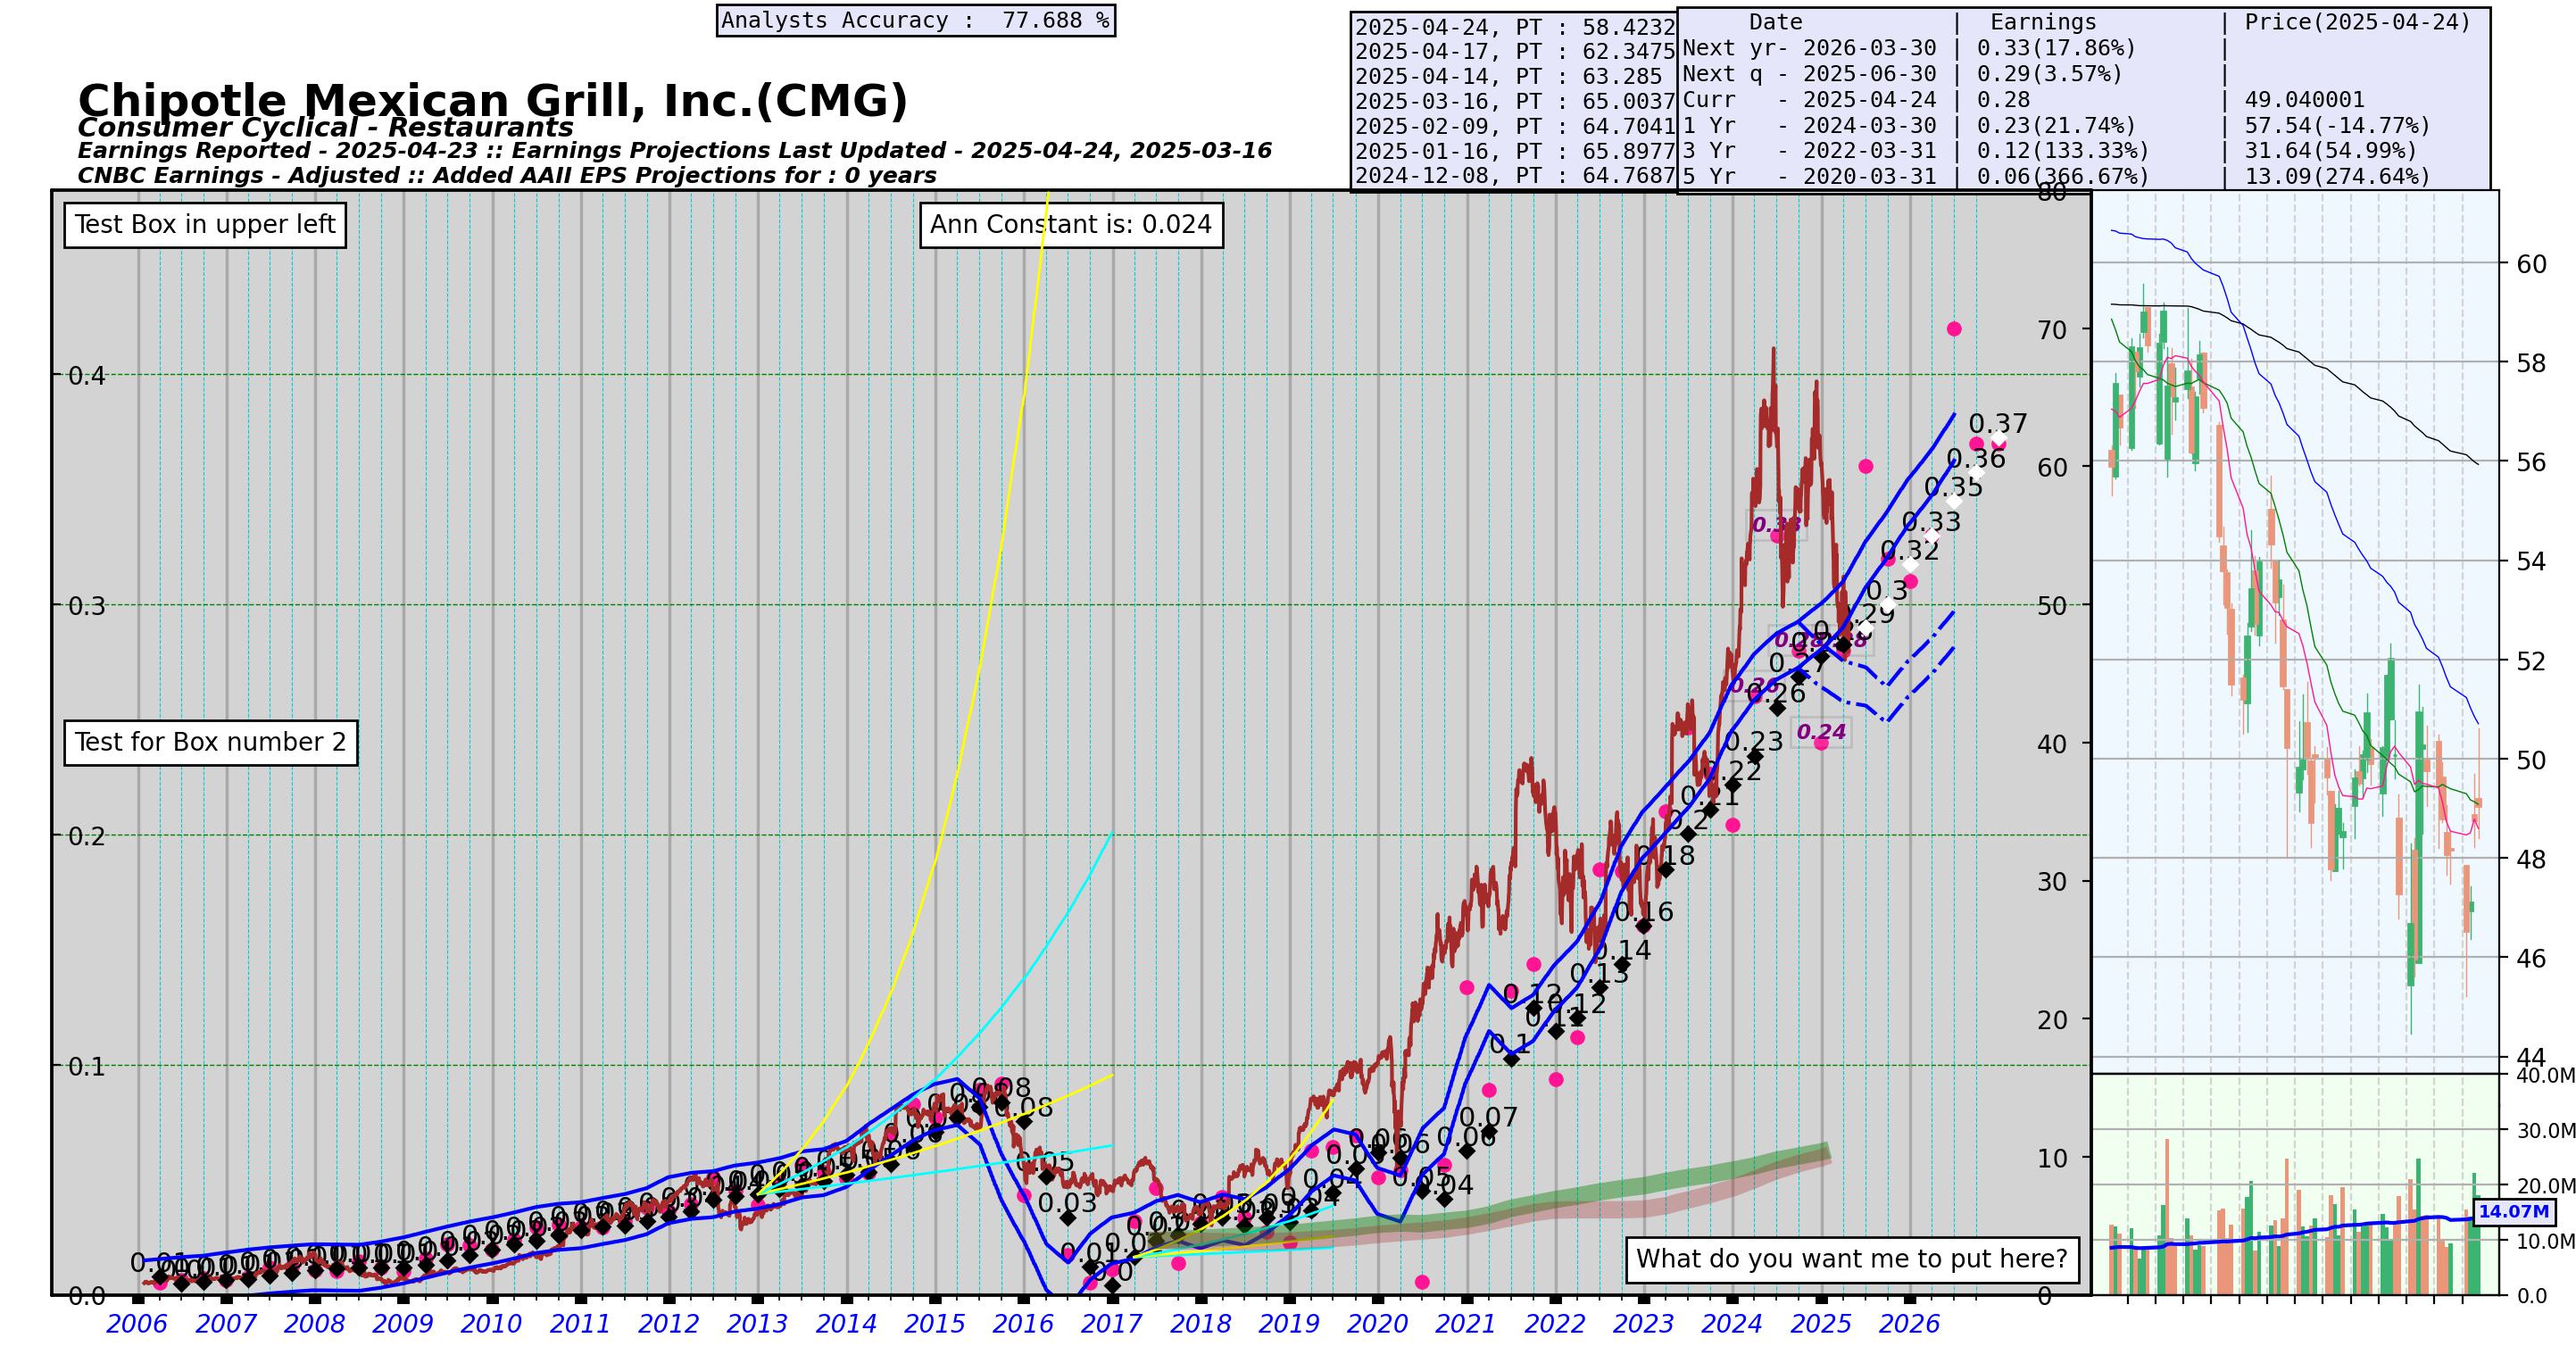 Analysts Accuracy :  77.688 %
2025-04-24, PT : 58.4232
2025-04-17, PT : 62.3475
2025-04-14, PT : 63.285
2025-03-16, PT : 65.0037
2025-02-09, PT : 64.7041
2025-01-16, PT : 65.8977
2024-12-08, PT : 64.7687
Date | Earnings | Price(2025-04-24)
Next yr- 2026-03-30 | 0.33(17.86%) |
Next q - 2025-06-30 | 0.29(3.57%) |
Curr - 2025-04-24 | 0.28 | 49.040001
1 Yr - 2024-03-30 | 0.23(21.74%) | 57.54(-14.77%)
3 Yr - 2022-03-31 | 0.12(133.33%) | 31.64(54.99%)
5 Yr - 2020-03-31 | 0.06(366.67%) | 13.09(274.64%)
Chipotle Mexican Grill, Inc.(CMG)
Consumer Cyclical - Restaurants
Earnings Reported - 2025-04-23 :: Earnings Projections Last Updated - 2025-04-24, 2025-03-16
CNBC Earnings - Adjusted :: Added AAII EPS Projections for : 0 years
Test Box in upper left
Ann Constant is: 0.024
Test for Box number 2
What do you want me to put here?
0.4
0.3
0.2
0.1
0.0
80
70
60
50
40
30
20
10
0
60
58
56
54
52
50
48
46
44
40.0M
30.0M
20.0M
14.07M
10.0M
0.0
0.37
0.36
0.35
0.33
0.32
0.3
0.33
0.26
0.26
0.24
0.23
0.22
0.2
0.18
0.16
0.14
0.13
0.12
0.12
0.1
0.07
0.06
0.04
0.08
0.08
0.05
0.03
2006 2007 2008 2009 2010 2011 2012 2013 2014 2015 2016 2017 2018 2019 2020 2021 2022 2023 2024 2025 2026